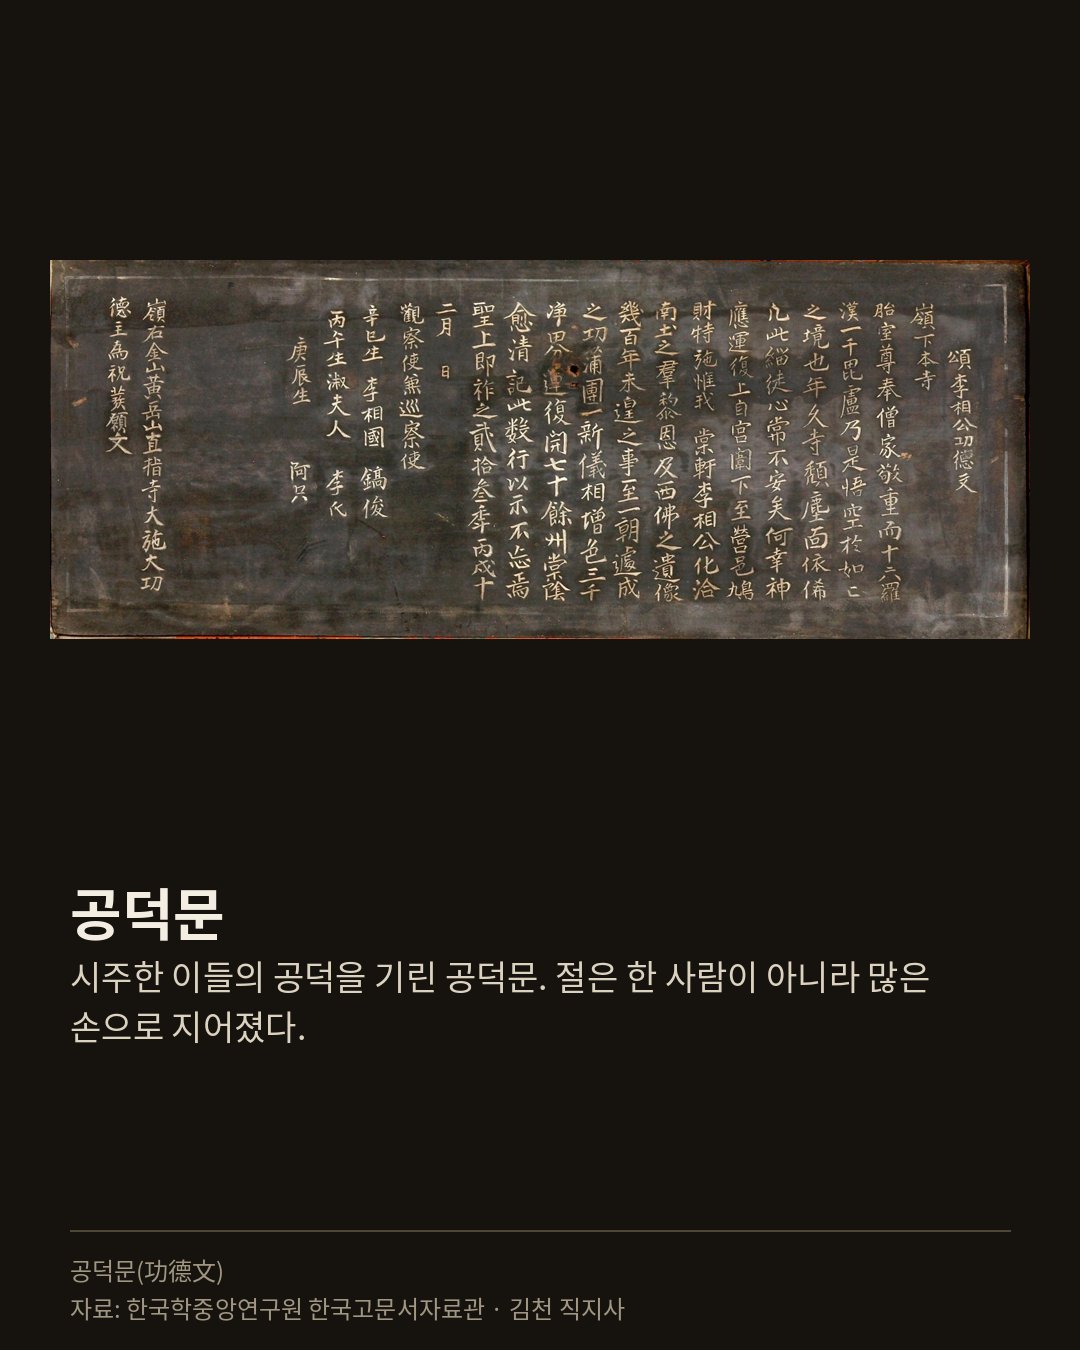 頌李相公功德文
嶺下本寺
胎室尊奉僧家敬重而十六羅
漢一千毘盧乃是悟空於如二
之境也年久寺頹塵面依俙
凡此緇徒心常不安矣何幸神
應運復上自宮闈下至營邑鳩
財特施惟我 棠軒李相公化洽
南土之羣黎恩及西佛之遺像
幾百年未遑之事至一朝遽成
之功蒲團一新儀相增色三千
淨界 運復開七十餘州棠陰
愈清記此數行以示不忘焉
聖上即祚之貳拾叁季丙戌十
二月 日
觀察使兼巡察使
辛巳生 李相國 鎬俊
丙午生淑夫人 李氏
庚辰生 阿只
嶺右金山黃岳山直指寺大施大功
德主爲祝羙願文
공덕문
시주한 이들의 공덕을 기린 공덕문. 절은 한 사람이 아니라 많은
손으로 지어졌다.
공덕문(功德文)
자료: 한국학중앙연구원 한국고문서자료관 · 김천 직지사